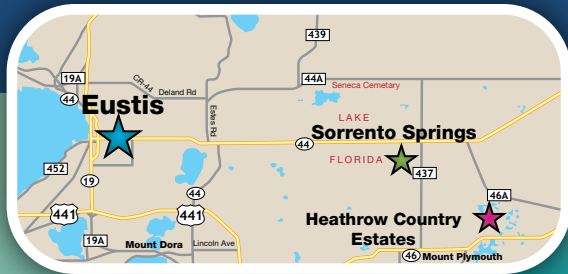 439
19A
CR-44
44A
Seneca Cemetery
44
Deland Rd
Eustis
Estes Rd
LAKE
Sorrento Springs
44
FLORIDA
452
437
19
44
46A
441
441
Heathrow Country
Estates
19A
Mount Dora
Lincoln Ave
46
Mount Plymouth